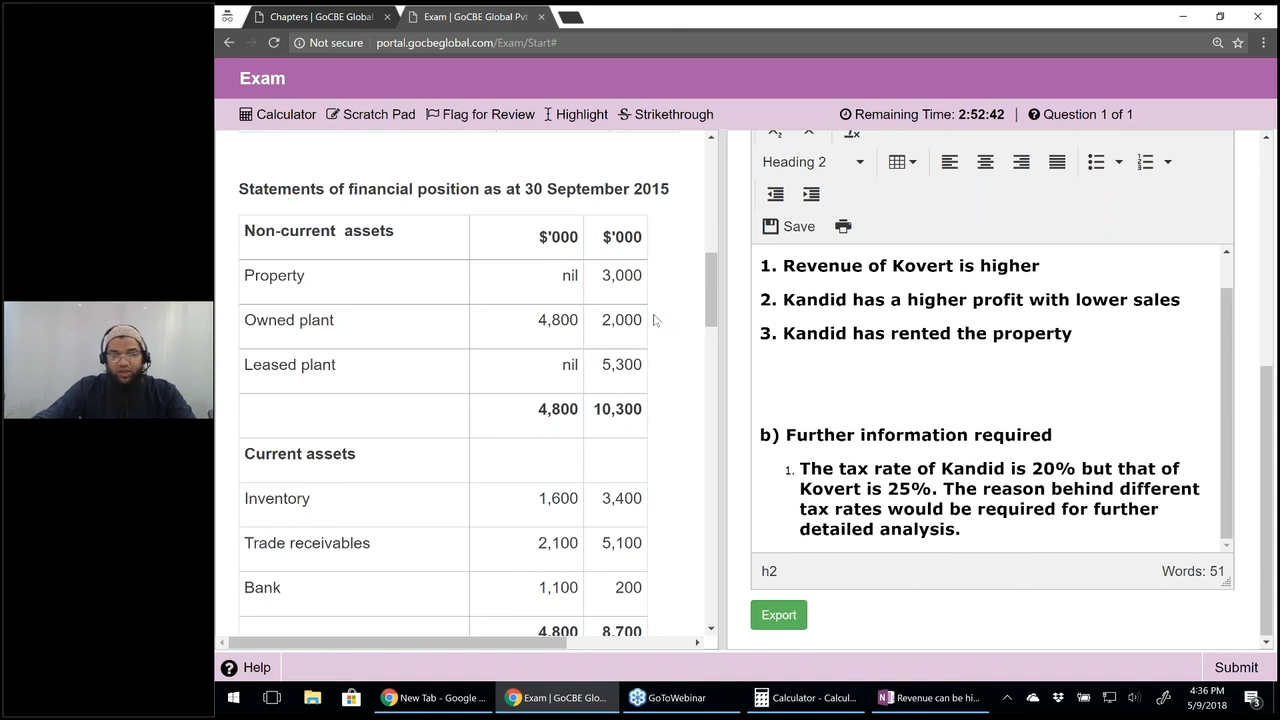 Chapters | GoCBE Global
Exam | GoCBE Global Pvt
Not secure portal.gocbeglobal.com/Exam/Start#
Exam
Calculator Scratch Pad Flag for Review Highlight Strikethrough Remaining Time: 2:52:42 Question 1 of 1
Statements of financial position as at 30 September 2015
Non-current assets $'000 $'000
Property nil 3,000
Owned plant 4,800 2,000
Leased plant nil 5,300
4,800 10,300
Current assets
Inventory 1,600 3,400
Trade receivables 2,100 5,100
Bank 1,100 200
4,800 8,700
Heading 2
Save
1. Revenue of Kovert is higher
2. Kandid has a higher profit with lower sales
3. Kandid has rented the property
b) Further information required
1. The tax rate of Kandid is 20% but that of
Kovert is 25%. The reason behind different
tax rates would be required for further
detailed analysis.
h2 Words: 51
Export
Help Submit
New Tab - Google ... Exam | GoCBE Glo... GoToWebinar Calculator - Calcul... Revenue can be hi...
4:36 PM
5/9/2018
3